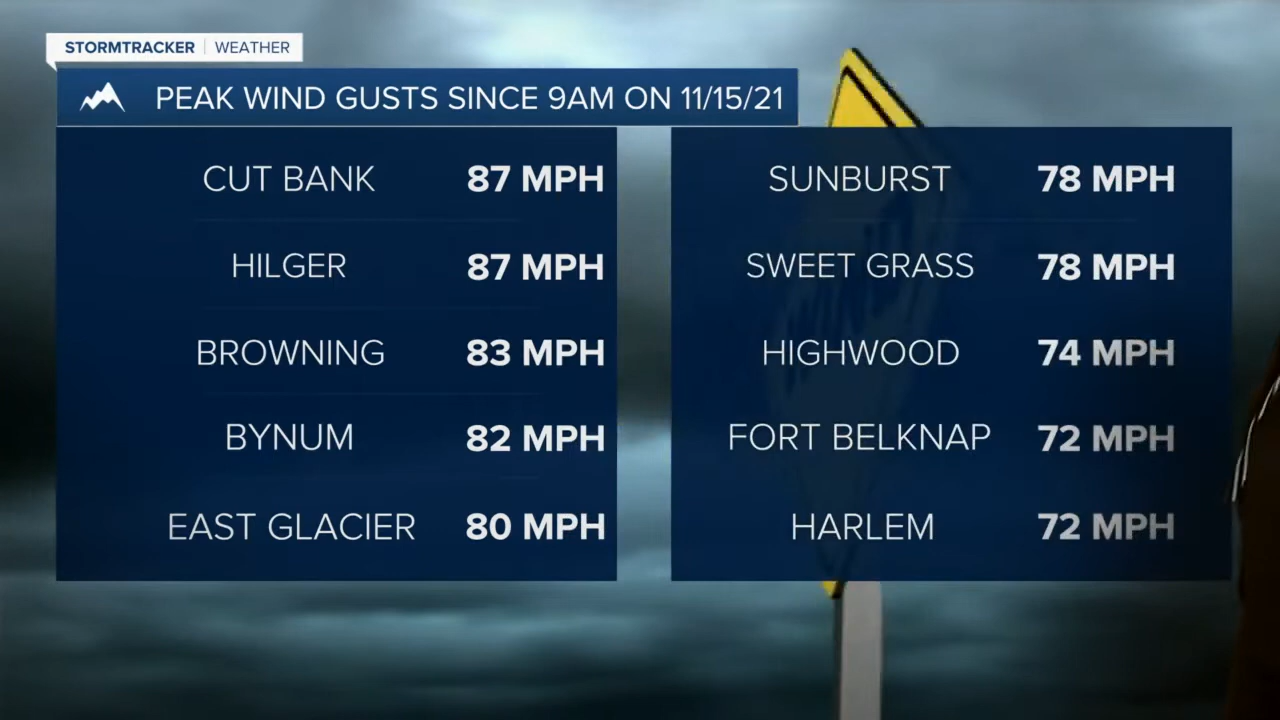 STORMTRACKER | WEATHER
PEAK WIND GUSTS SINCE 9AM ON 11/15/21
CUT BANK 87 MPH
HILGER 87 MPH
BROWNING 83 MPH
BYNUM 82 MPH
EAST GLACIER 80 MPH
SUNBURST 78 MPH
SWEET GRASS 78 MPH
HIGHWOOD 74 MPH
FORT BELKNAP 72 MPH
HARLEM 72 MPH